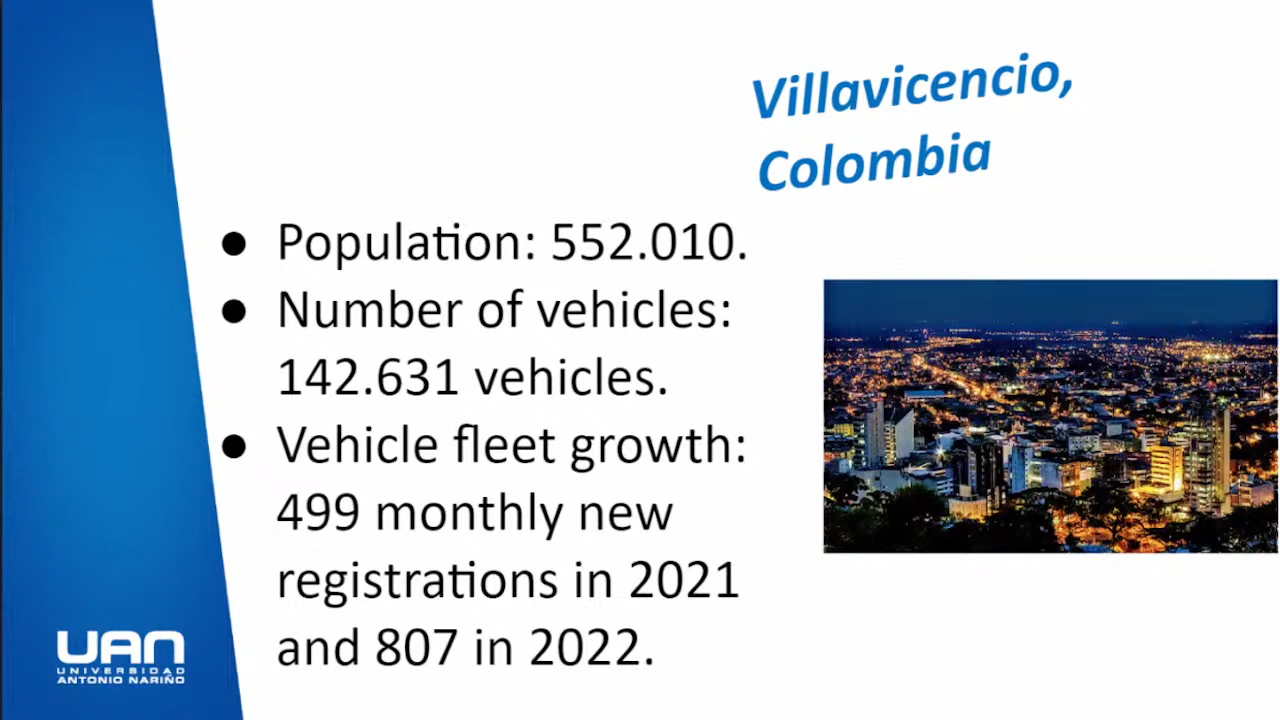 Villavicencio,
Colombia
● Population: 552.010.
● Number of vehicles:
142.631 vehicles.
● Vehicle fleet growth:
499 monthly new
registrations in 2021
and 807 in 2022.
UAN
UNIVERSIDAD
ANTONIO NARIÑO